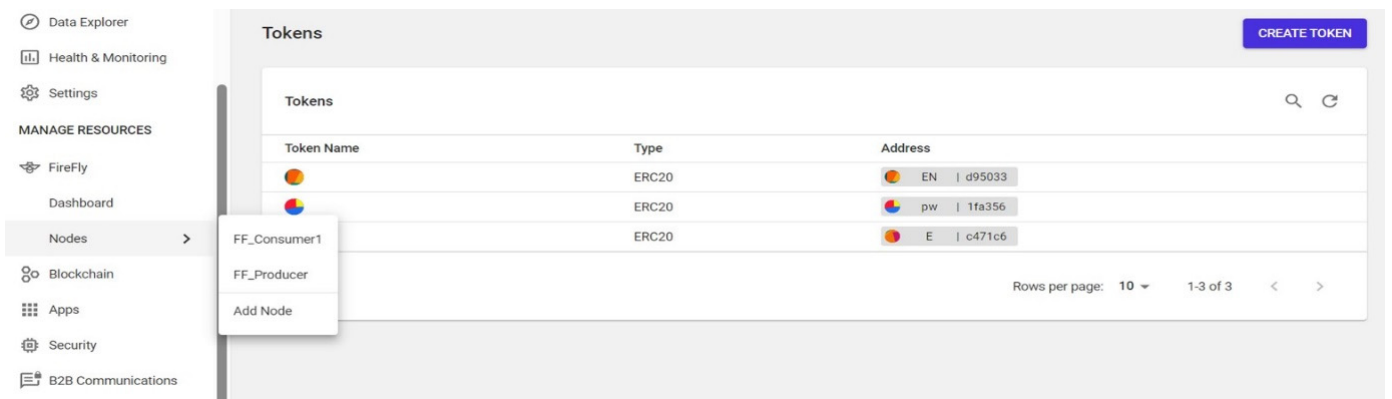 Data Explorer
Health & Monitoring
Settings
MANAGE RESOURCES
FireFly
Dashboard
Nodes
Blockchain
Apps
Security
B2B Communications
FF_Consumer1
FF_Producer
Add Node
Tokens
CREATE TOKEN
Tokens
Token Name Type Address
ERC20 EN | d95033
ERC20 pw | 1fa356
ERC20 E | c471c6
Rows per page: 10 1-3 of 3